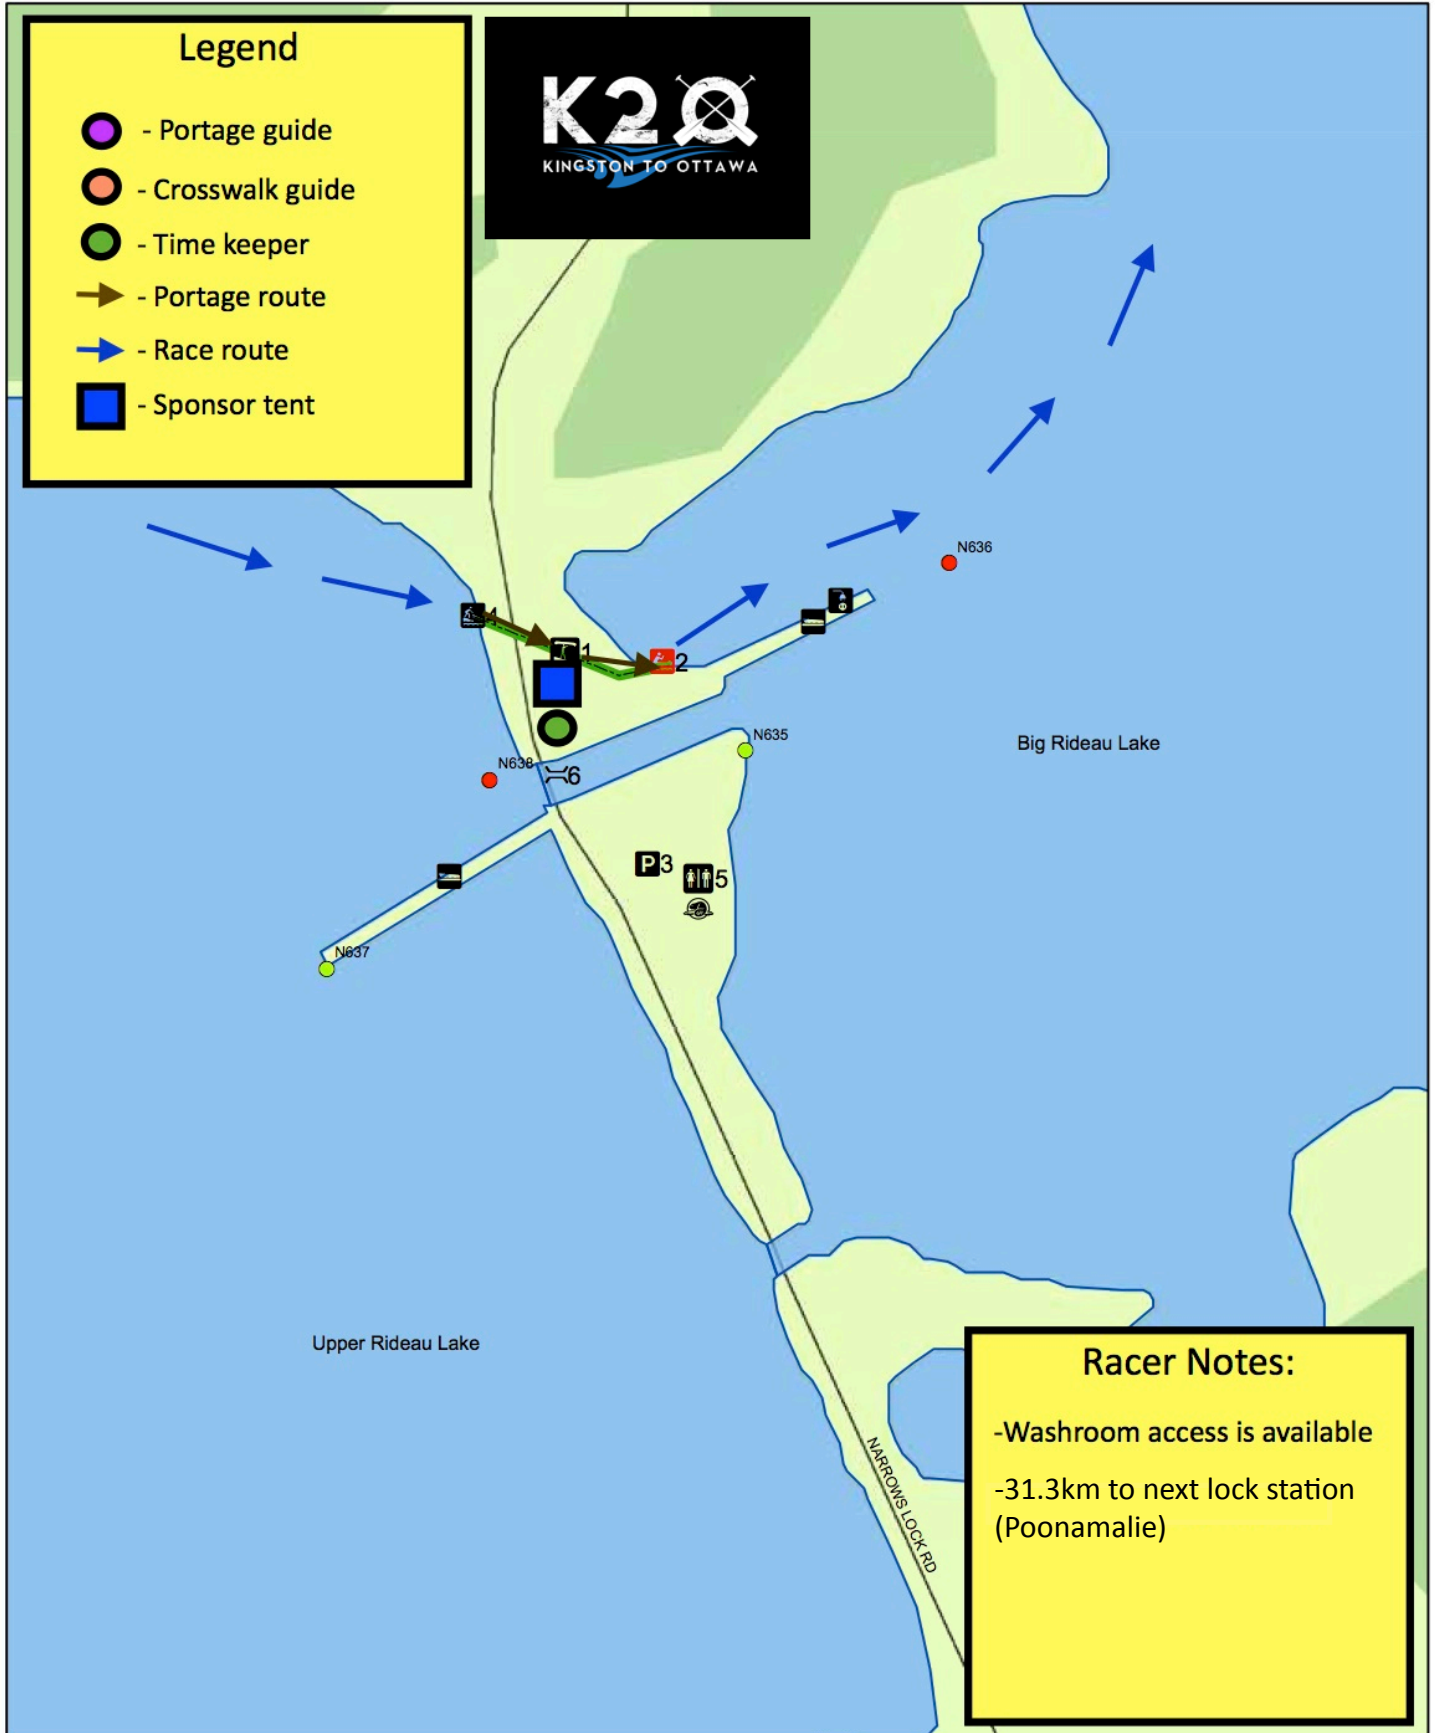 Legend
- Portage guide
- Crosswalk guide
- Time keeper
- Portage route
- Race route
- Sponsor tent
K2O
KINGSTON TO OTTAWA
N636
4
1
2
N635
Big Rideau Lake
N638
6
P 3
5
N637
Upper Rideau Lake
NARROWS LOCK RD
Racer Notes:
-Washroom access is available
-31.3km to next lock station
(Poonamalie)